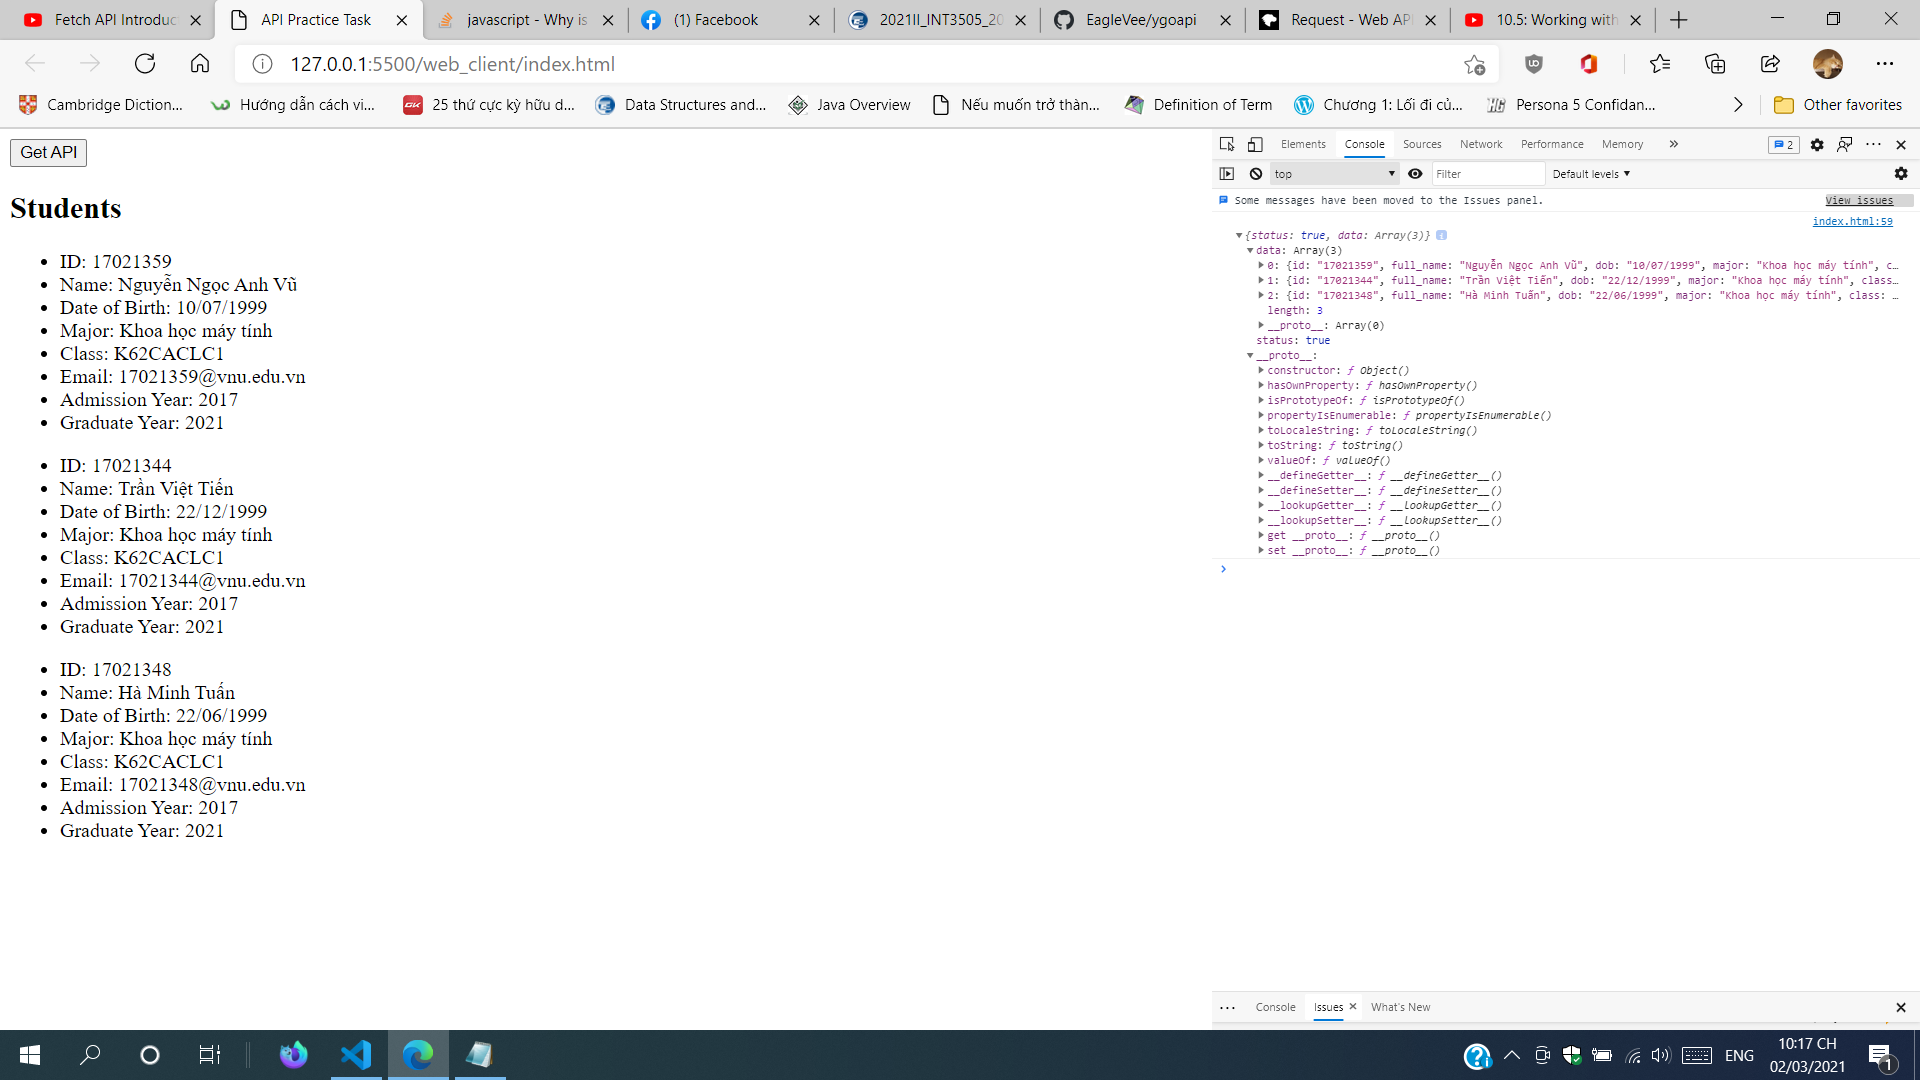 Fetch API Introduc
API Practice Task
javascript - Why is
(1) Facebook
2021II_INT3505_20
EagleVee/ygoapi
Request - Web AP
10.5: Working with
127.0.0.1:5500/web_client/index.html
Cambridge Diction...
Hướng dẫn cách vi...
25 thứ cực kỳ hữu d...
Data Structures and...
Java Overview
Nếu muốn trở thàn...
Definition of Term
Chương 1: Lối đi củ...
Persona 5 Confidan...
Other favorites
Get API
Students
ID: 17021359
Name: Nguyễn Ngọc Anh Vũ
Date of Birth: 10/07/1999
Major: Khoa học máy tính
Class: K62CACLC1
Email: 17021359@vnu.edu.vn
Admission Year: 2017
Graduate Year: 2021
ID: 17021344
Name: Trần Việt Tiến
Date of Birth: 22/12/1999
Major: Khoa học máy tính
Class: K62CACLC1
Email: 17021344@vnu.edu.vn
Admission Year: 2017
Graduate Year: 2021
ID: 17021348
Name: Hà Minh Tuấn
Date of Birth: 22/06/1999
Major: Khoa học máy tính
Class: K62CACLC1
Email: 17021348@vnu.edu.vn
Admission Year: 2017
Graduate Year: 2021
Elements Console Sources Network Performance Memory 2
top Filter Default levels
Some messages have been moved to the Issues panel. View issues
index.html:59
{status: true, data: Array(3)}
data: Array(3)
0: {id: "17021359", full_name: "Nguyễn Ngọc Anh Vũ", dob: "10/07/1999", major: "Khoa học máy tính", c...
1: {id: "17021344", full_name: "Trần Việt Tiến", dob: "22/12/1999", major: "Khoa học máy tính", class...
2: {id: "17021348", full_name: "Hà Minh Tuấn", dob: "22/06/1999", major: "Khoa học máy tính", class: ...
length: 3
__proto__: Array(0)
status: true
__proto__:
constructor: ƒ Object()
hasOwnProperty: ƒ hasOwnProperty()
isPrototypeOf: ƒ isPrototypeOf()
propertyIsEnumerable: ƒ propertyIsEnumerable()
toLocaleString: ƒ toLocaleString()
toString: ƒ toString()
valueOf: ƒ valueOf()
__defineGetter__: ƒ __defineGetter__()
__defineSetter__: ƒ __defineSetter__()
__lookupGetter__: ƒ __lookupGetter__()
__lookupSetter__: ƒ __lookupSetter__()
get __proto__: ƒ __proto__()
set __proto__: ƒ __proto__()
Console Issues What's New
ENG
10:17 CH
02/03/2021
1